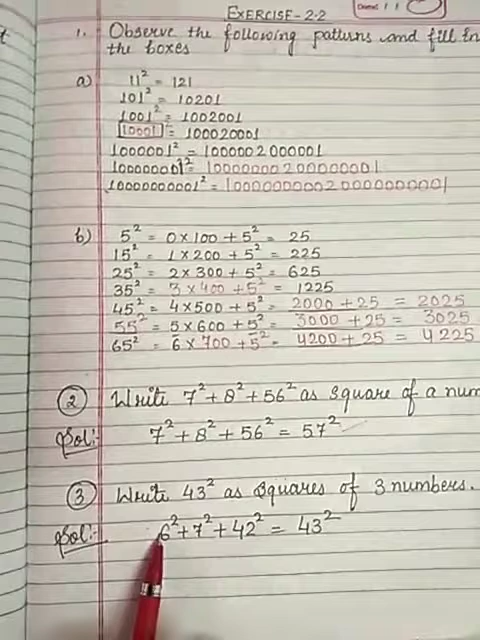 EXERCISE-2.2
1. Observe the following patterns and fill in
the boxes
a) 11² = 121
101² = 10201
1001² = 1002001
10001² = 100020001
1000001² = 1000002000001
10000001² = 100000020000001
10000000001² = 100000000020000000001
b) 5² = 0 × 100 + 5² = 25
15² = 1 × 200 + 5² = 225
25² = 2 × 300 + 5² = 625
35² = 3 × 400 + 5² = 1225
45² = 4 × 500 + 5² = 2000 + 25 = 2025
55² = 5 × 600 + 5² = 3000 + 25 = 3025
65² = 6 × 700 + 5² = 4200 + 25 = 4225
② Write 7² + 8² + 56² as square of a num
Sol:- 7² + 8² + 56² = 57²
③ Write 43² as squares of 3 numbers.
Sol:- 6² + 7² + 42² = 43²